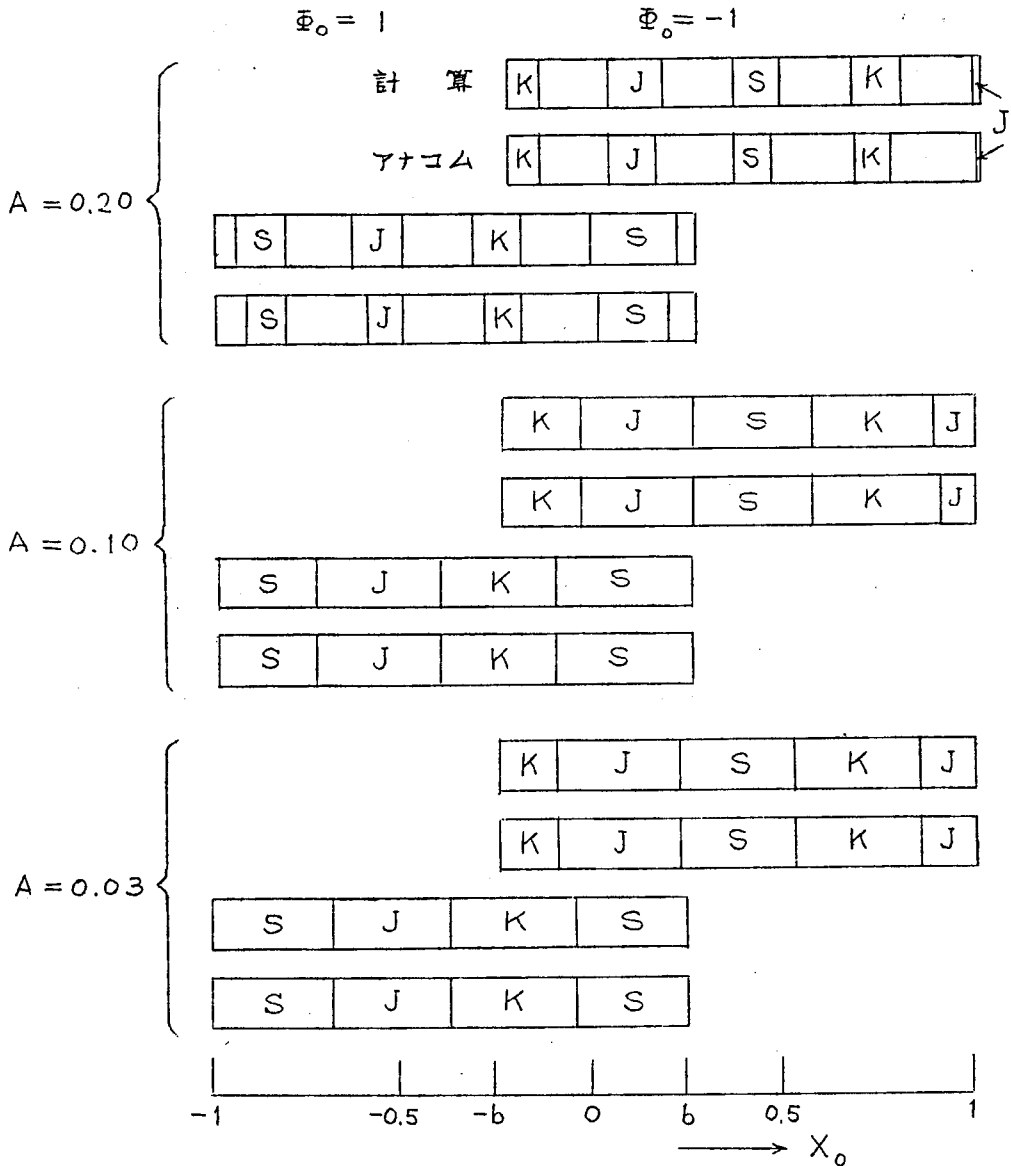 Φ₀ = 1 Φ₀ = -1
計 算 K J S K
J
アナコム K J S K
A = 0.20
S J K S
S J K S
K J S K J
K J S K J
A = 0.10
S J K S
S J K S
K J S K J
K J S K J
A = 0.03
S J K S
S J K S
-1 -0.5 -b 0 b 0.5 1
→ X₀